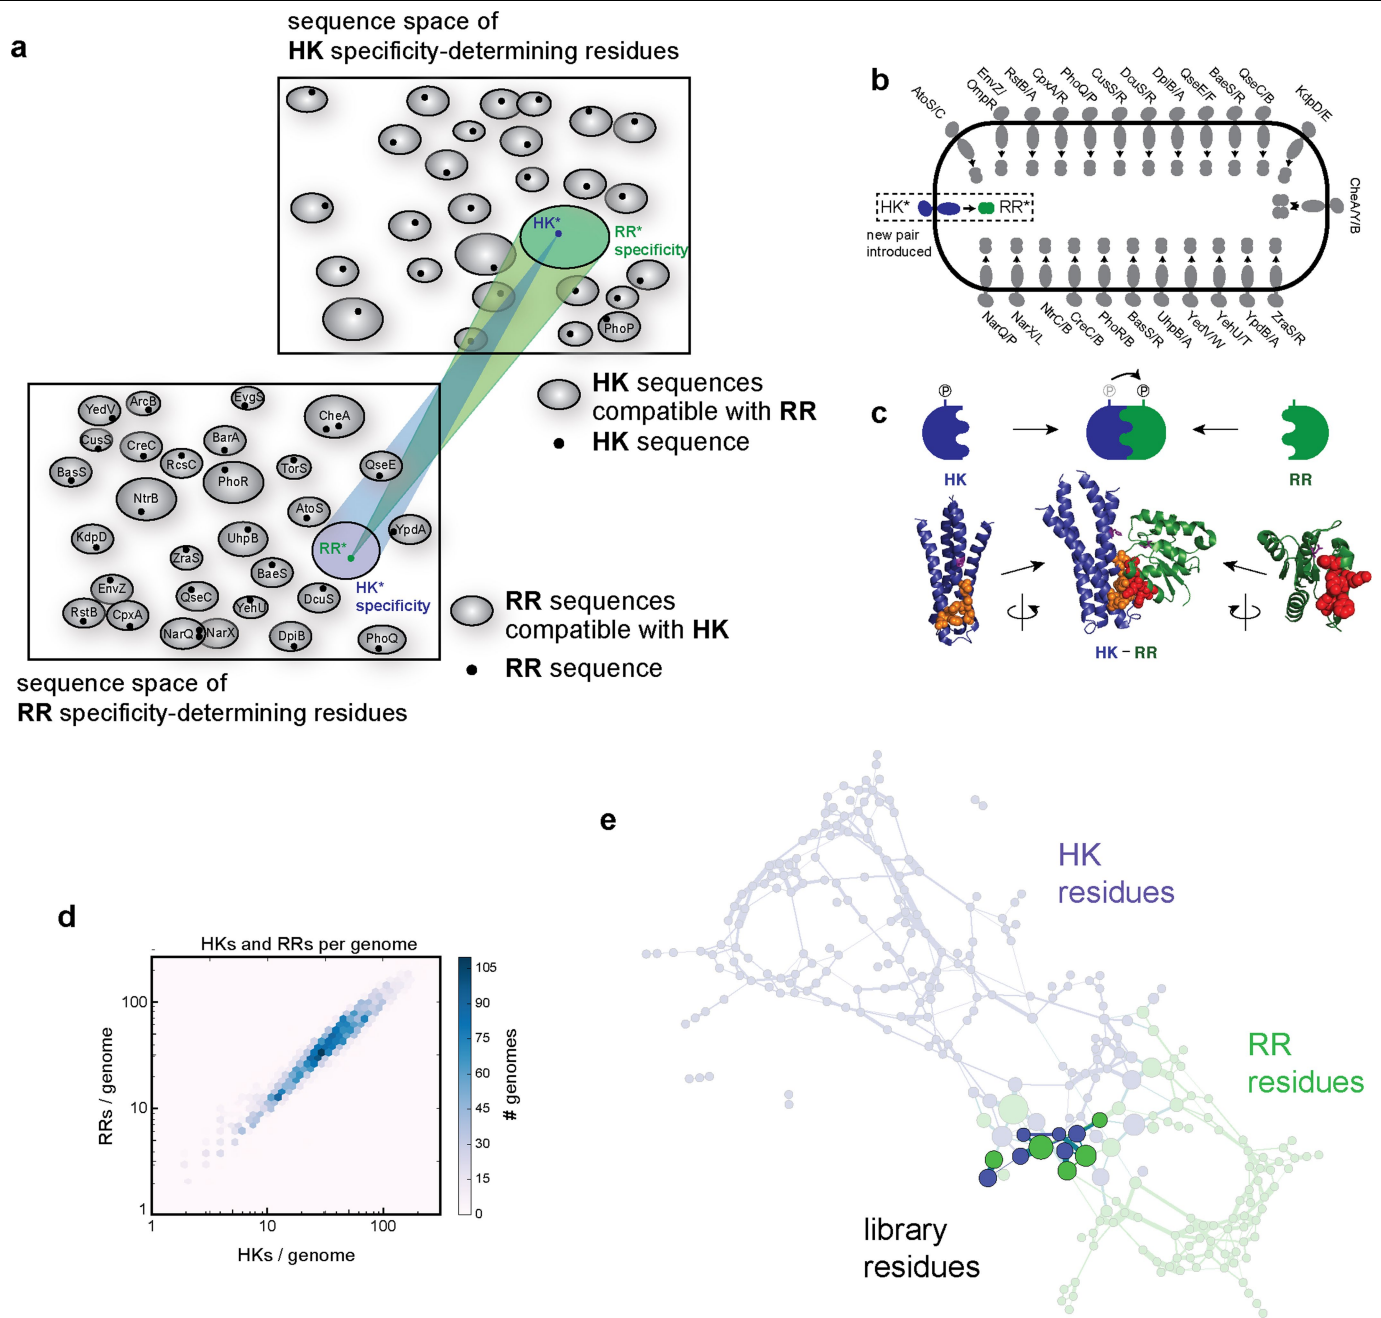 a
sequence space of
HK specificity-determining residues
HK*
RR*
specificity
PhoP
HK sequences
compatible with RR
HK sequence
YedV
ArcB
EvgS
CheA
CusS
CreC
BarA
RcsC
BasS
PhoR
TorS
QseE
NtrB
AtoS
KdpD
UhpB
YpdA
ZraS
RR*
BaeS
EnvZ
QseC
DcuS
HK*
specificity
RstB
CpxA
YehU
NarQ
NarX
DpiB
PhoQ
RR sequences
compatible with HK
RR sequence
sequence space of
RR specificity-determining residues
b
AtoS/C
EnvZ/
OmpR
RstB/A
CpxA/R
PhoQ/P
CusS/R
DcuS/R
DpiB/A
QseE/F
BaeS/R
QseC/B
KdpD/E
CheA/Y/B
HK*
RR*
new pair
introduced
NarQ/P
NarX/L
NtrC/B
CreC/B
PhoR/B
BasS/R
UhpB/A
YedV/W
YehU/T
YpdB/A
ZraS/R
c
P
P
P
HK
RR
HK – RR
d
HKs and RRs per genome
RRs / genome
100
10
1
1
10
100
HKs / genome
105
90
75
60
45
30
15
0
# genomes
e
HK
residues
RR
residues
library
residues